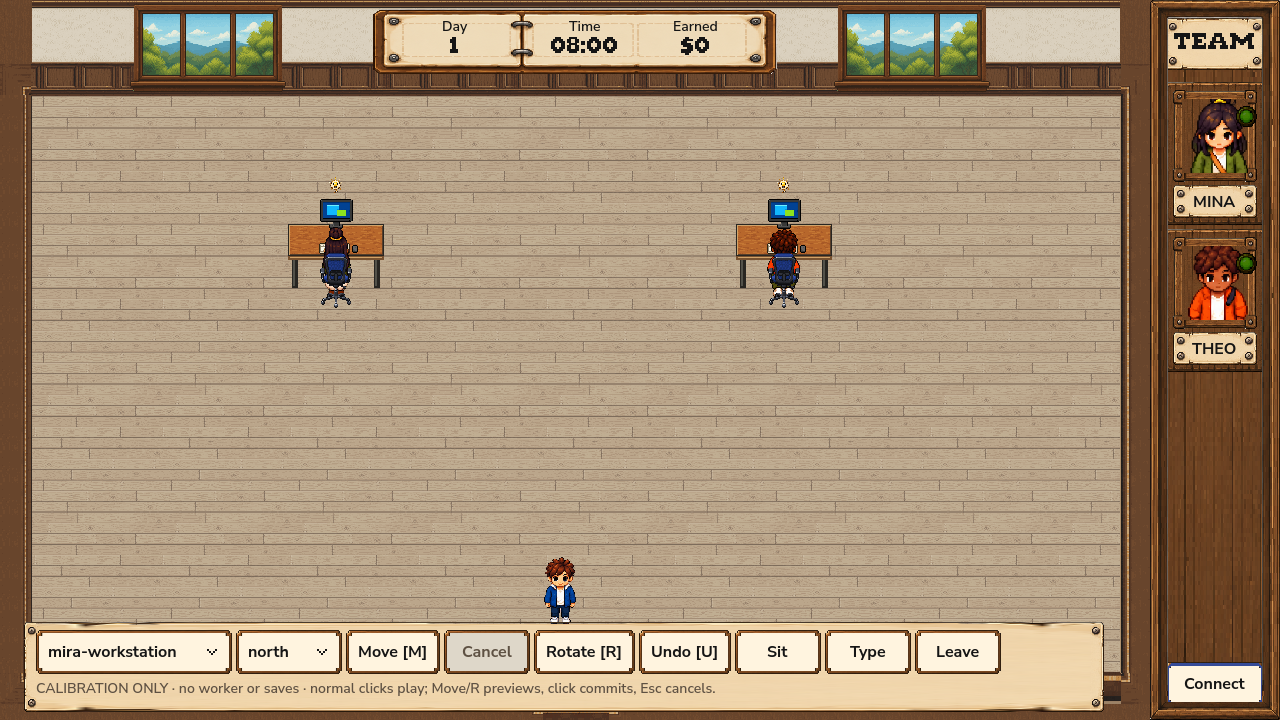 Day
1
Time
08:00
Earned
$0
TEAM
MINA
THEO
mira-workstation
north
Move [M]
Cancel
Rotate [R]
Undo [U]
Sit
Type
Leave
CALIBRATION ONLY · no worker or saves · normal clicks play; Move/R previews, click commits, Esc cancels.
Connect